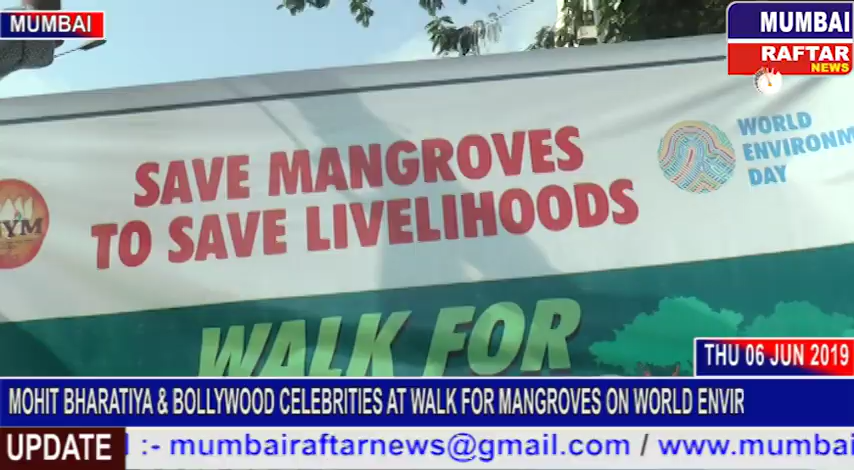 MUMBAI
MUMBAI
RAFTAR
NEWS
SAVE MANGROVES
TO SAVE LIVELIHOODS
WORLD
ENVIRONM
DAY
YM
WALK FOR
THU 06 JUN 2019
MOHIT BHARATIYA & BOLLYWOOD CELEBRITIES AT WALK FOR MANGROVES ON WORLD ENVIR
UPDATE :- mumbairaftarnews@gmail.com / www.mumbai